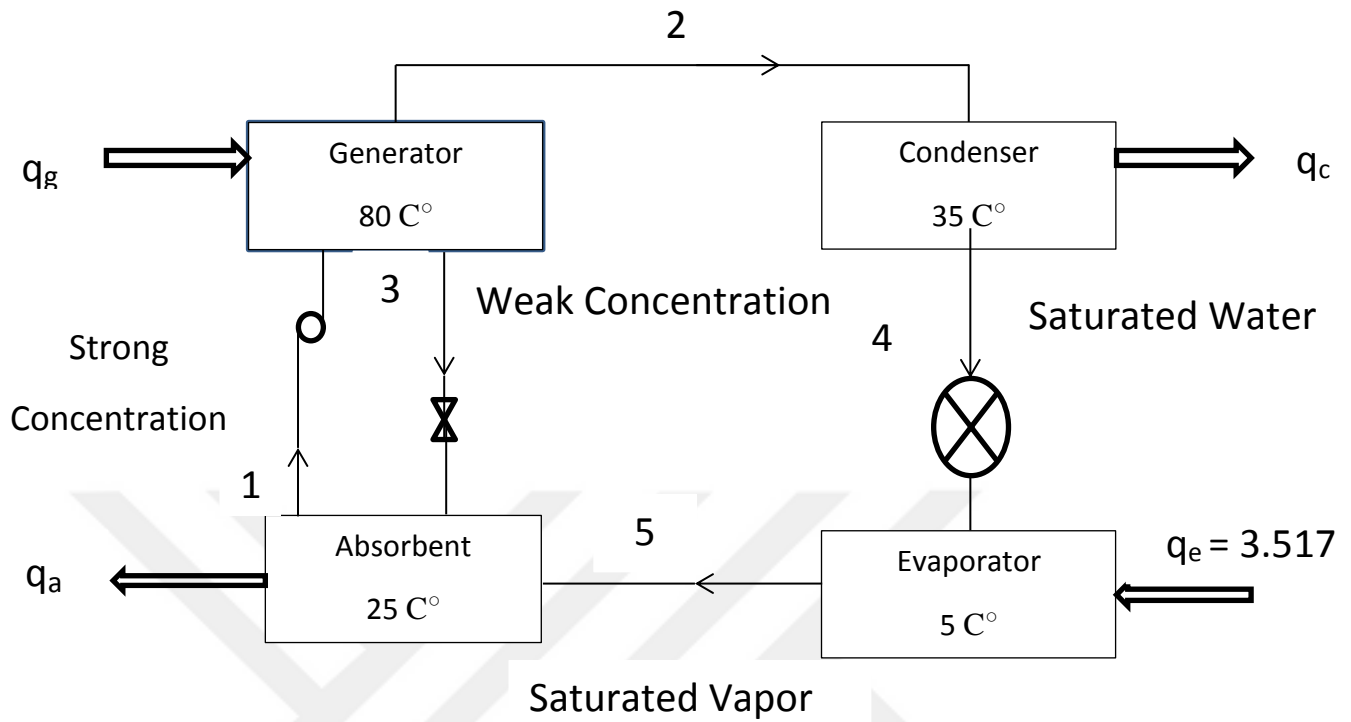 2
Generator
80 C°
Condenser
35 C°
qg
qc
3
Weak Concentration
4
Saturated Water
Strong
Concentration
1
Absorbent
25 C°
5
Evaporator
5 C°
qe = 3.517
qa
Saturated Vapor